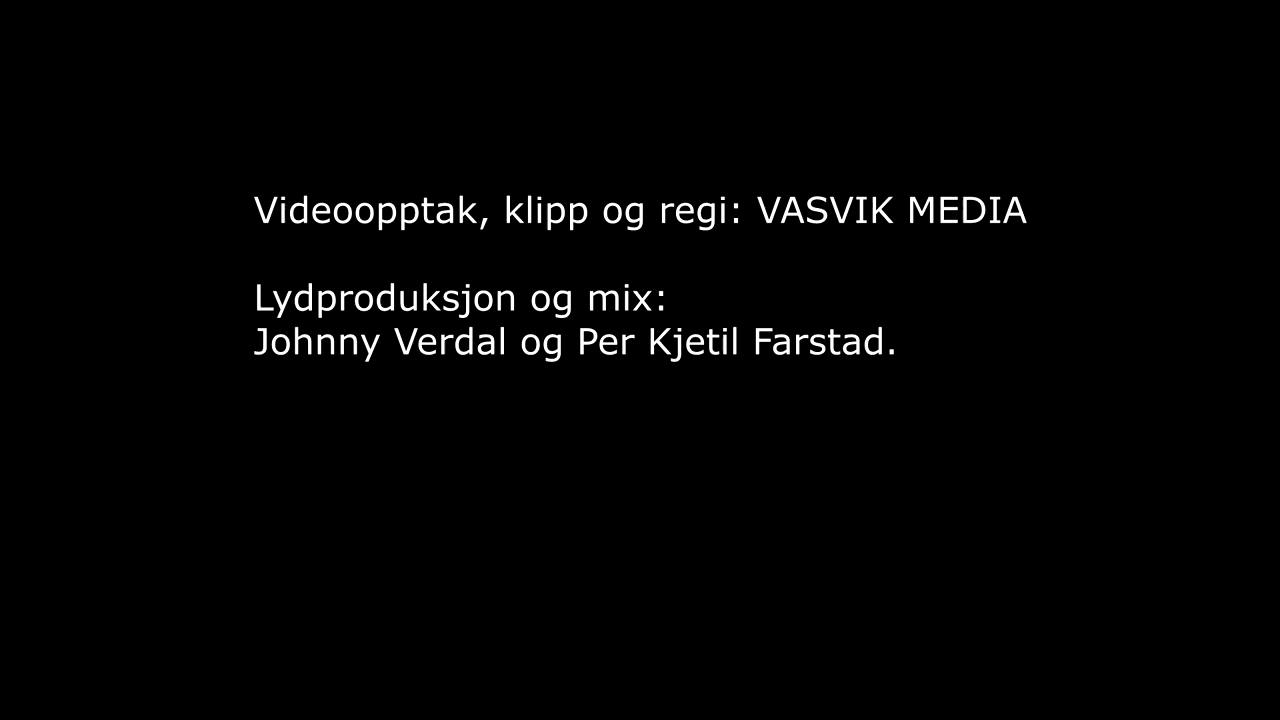 Videoopptak, klipp og regi: VASVIK MEDIA
Lydproduksjon og mix:
Johnny Verdal og Per Kjetil Farstad.